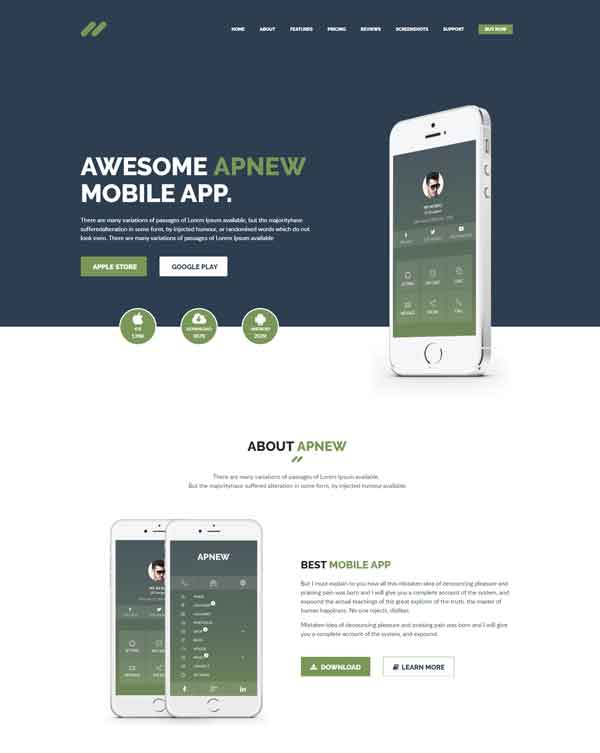 HOME ABOUT FEATURES PRICING REVIEWS SCREENSHOTS SUPPORT BUY NOW
AWESOME APNEW
MOBILE APP.
There are many variations of passages of Lorem Ipsum available, but the majorityhave
sufferedalteration in some form, by injected humour, or randomised words which do not
look even. There are many variations of passages of Lorem Ipsum available
APPLE STORE GOOGLE PLAY
DOWNLOAD ANDROID
ABOUT APNEW
There are many variations of passages of Lorem Ipsum available,
But the majorityhave suffered alteration in some form, by injected humour available
APNEW
BEST MOBILE APP
But I must explain to you how all this mistaken idea of denouncing pleasure and
praising pain was born and I will give you a complete account of the system, and
expound the actual teachings of the great explorer of the truth, the master of
human happiness. No one rejects, dislikes.
Mistaken idea of denouncing pleasure and praising pain was born and I will give
you a complete account of the system, and expound.
DOWNLOAD LEARN MORE